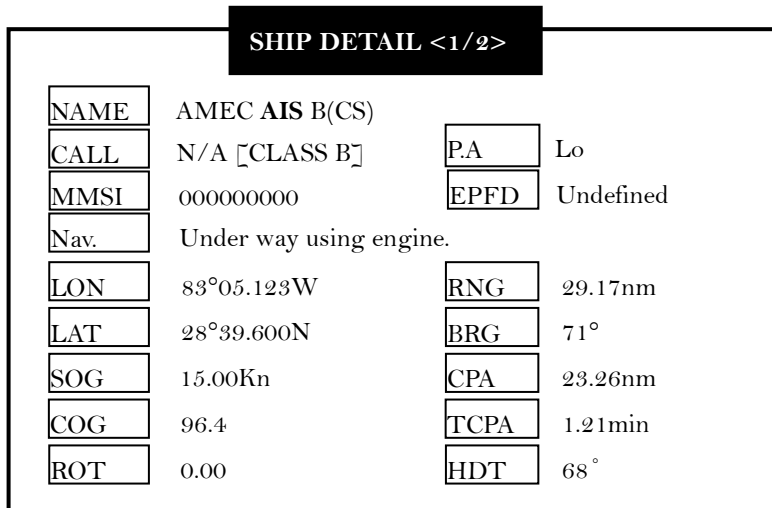 SHIP DETAIL <1/2>
NAME AMEC AIS B(CS)
CALL N/A [CLASS B] P.A Lo
MMSI 000000000 EPFD Undefined
Nav. Under way using engine.
LON 83°05.123W RNG 29.17nm
LAT 28°39.600N BRG 71°
SOG 15.00Kn CPA 23.26nm
COG 96.4 TCPA 1.21min
ROT 0.00 HDT 68°